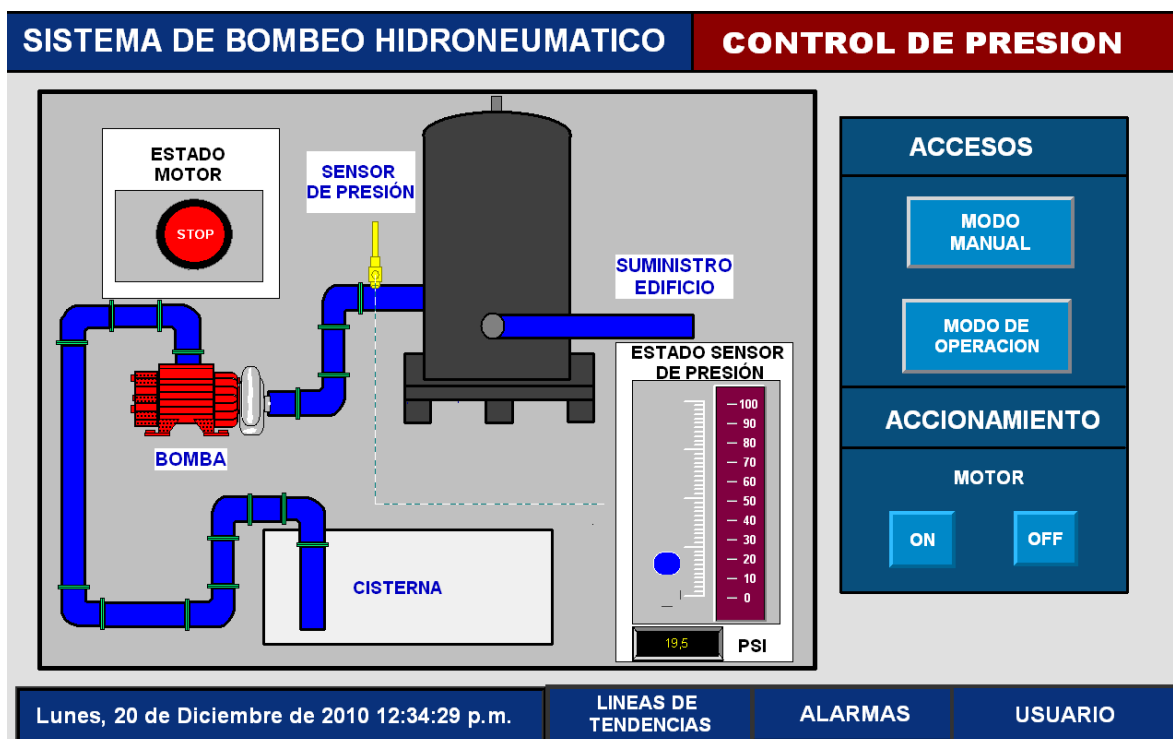 SISTEMA DE BOMBEO HIDRONEUMATICO
CONTROL DE PRESION
ESTADO
MOTOR
STOP
SENSOR
DE PRESIÓN
SUMINISTRO
EDIFICIO
BOMBA
CISTERNA
ESTADO SENSOR
DE PRESIÓN
100
90
80
70
60
50
40
30
20
10
0
19,5
PSI
ACCESOS
MODO
MANUAL
MODO DE
OPERACION
ACCIONAMIENTO
MOTOR
ON
OFF
Lunes, 20 de Diciembre de 2010 12:34:29 p.m.
LINEAS DE
TENDENCIAS
ALARMAS
USUARIO